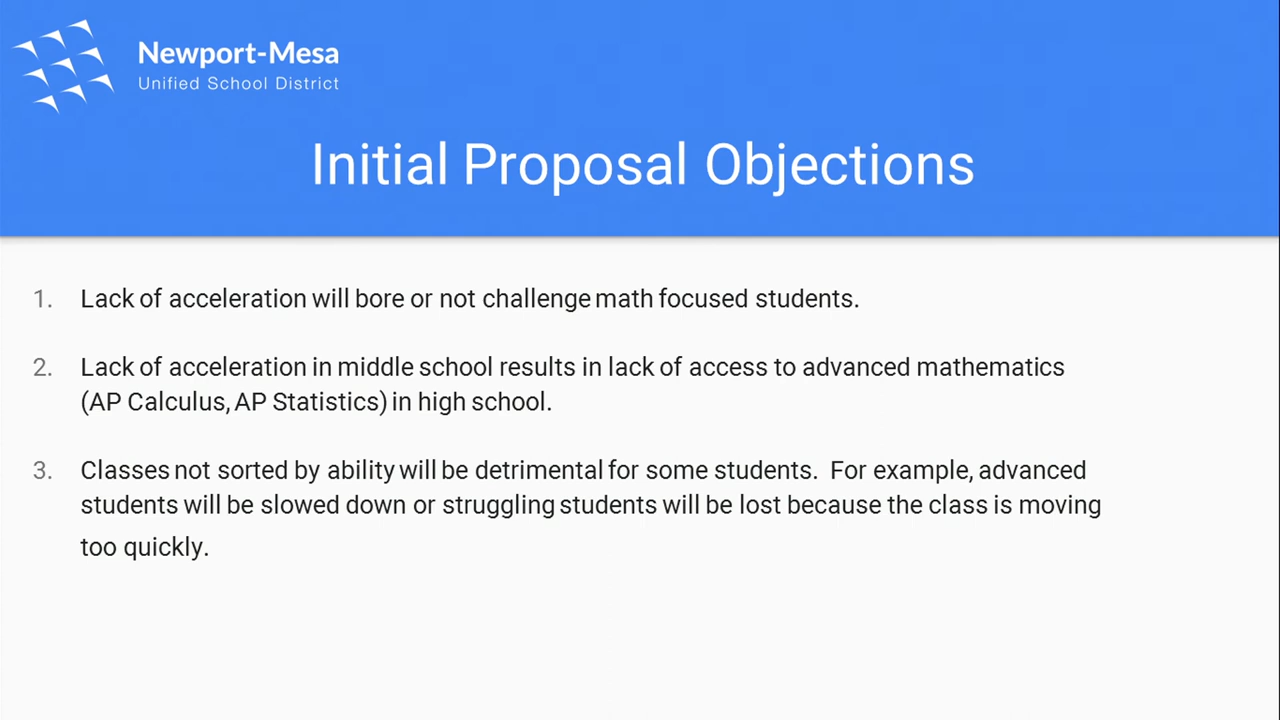 Newport-Mesa
Unified School District
Initial Proposal Objections
1. Lack of acceleration will bore or not challenge math focused students.
2. Lack of acceleration in middle school results in lack of access to advanced mathematics
(AP Calculus, AP Statistics) in high school.
3. Classes not sorted by ability will be detrimental for some students.  For example, advanced
students will be slowed down or struggling students will be lost because the class is moving
too quickly.